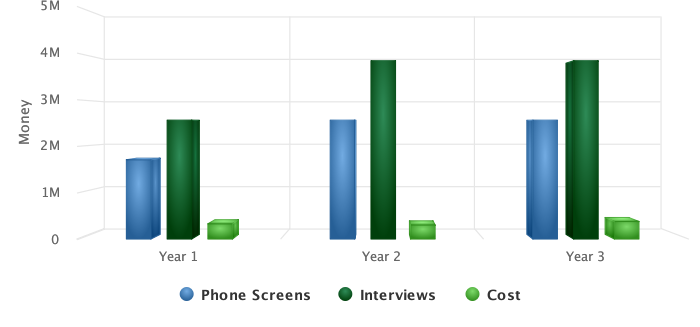 5M
4M
3M
2M
1M
0
Money
Year 1 Year 2 Year 3
Phone Screens Interviews Cost